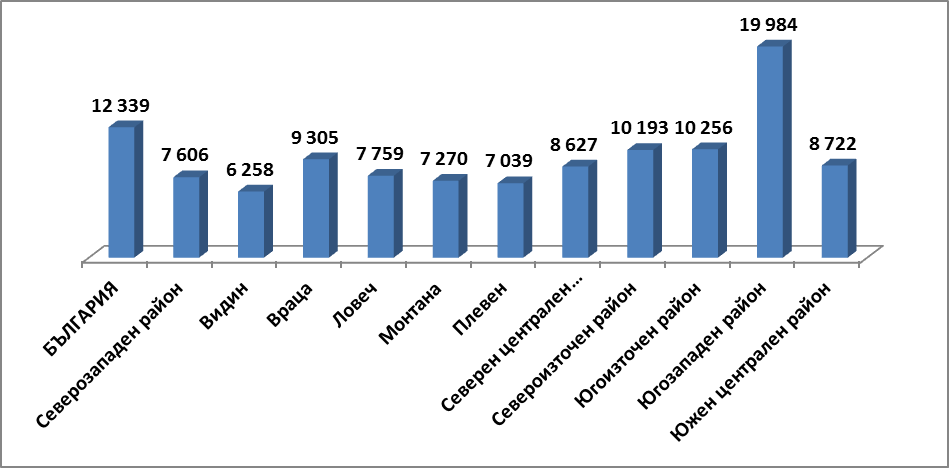 12 339
7 606
6 258
9 305
7 759
7 270
7 039
8 627
10 193
10 256
19 984
8 722
БЪЛГАРИЯ
Северозападен район
Видин
Враца
Ловеч
Монтана
Плевен
Северен централен…
Североизточен район
Югоизточен район
Югозападен район
Южен централен район